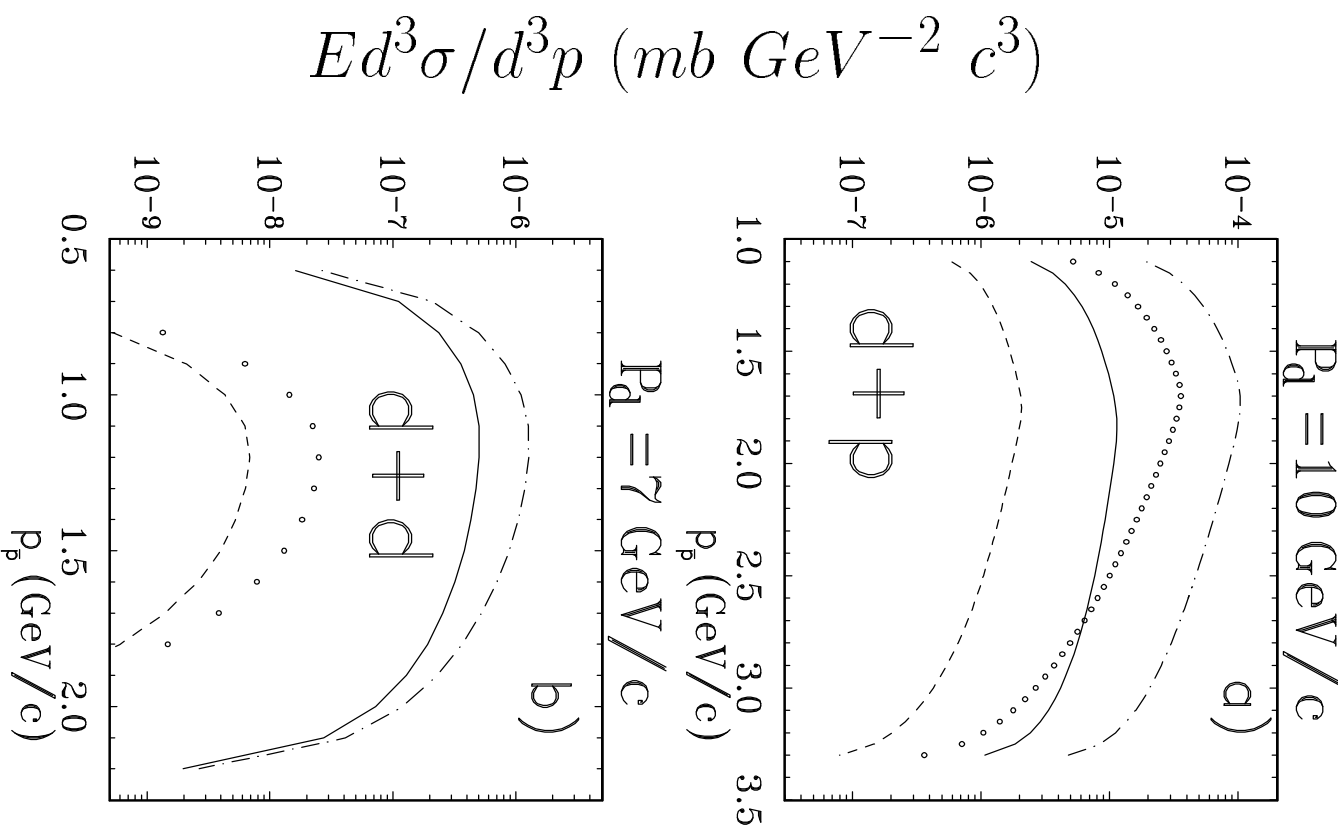 E d³σ/d³p (mb GeV⁻² c³)
P_d =10 GeV/c
a)
d + p
10⁻⁴
10⁻⁵
10⁻⁶
10⁻⁷
1.0 1.5 2.0 2.5 3.0 3.5
p_p̄ (GeV/c)
P_d =7 GeV/c
b)
d + d
10⁻⁶
10⁻⁷
10⁻⁸
10⁻⁹
0.5 1.0 1.5 2.0
p_p̄ (GeV/c)